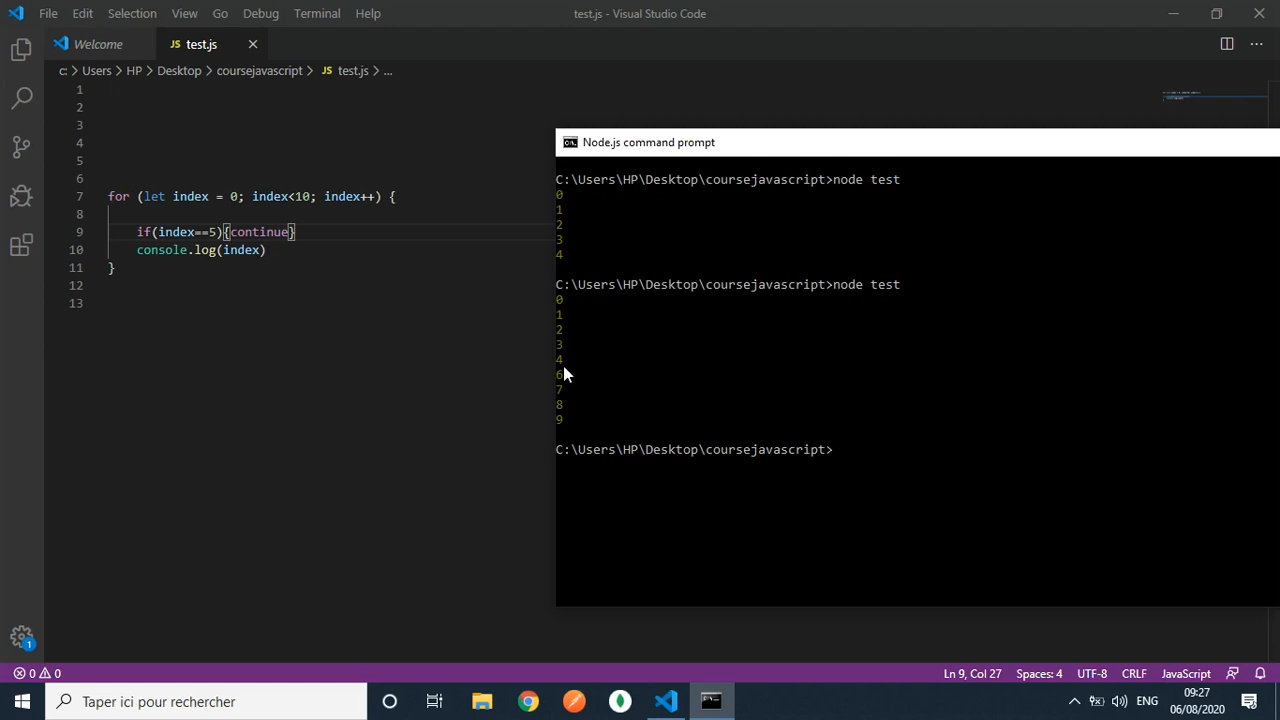 File Edit Selection View Go Debug Terminal Help
test.js - Visual Studio Code
Welcome
JS test.js
c: > Users > HP > Desktop > coursejavascript > JS test.js > ...
1
2
3
4
5
6
7 for (let index = 0; index<10; index++) {
8
9 if(index==5){continue}
10 console.log(index)
11 }
12
13
Node.js command prompt
C:\Users\HP\Desktop\coursejavascript>node test
0
1
2
3
4
C:\Users\HP\Desktop\coursejavascript>node test
0
1
2
3
4
6
7
8
9
C:\Users\HP\Desktop\coursejavascript>
1
0 0
Ln 9, Col 27 Spaces: 4 UTF-8 CRLF JavaScript
Taper ici pour rechercher
ENG
09:27
06/08/2020